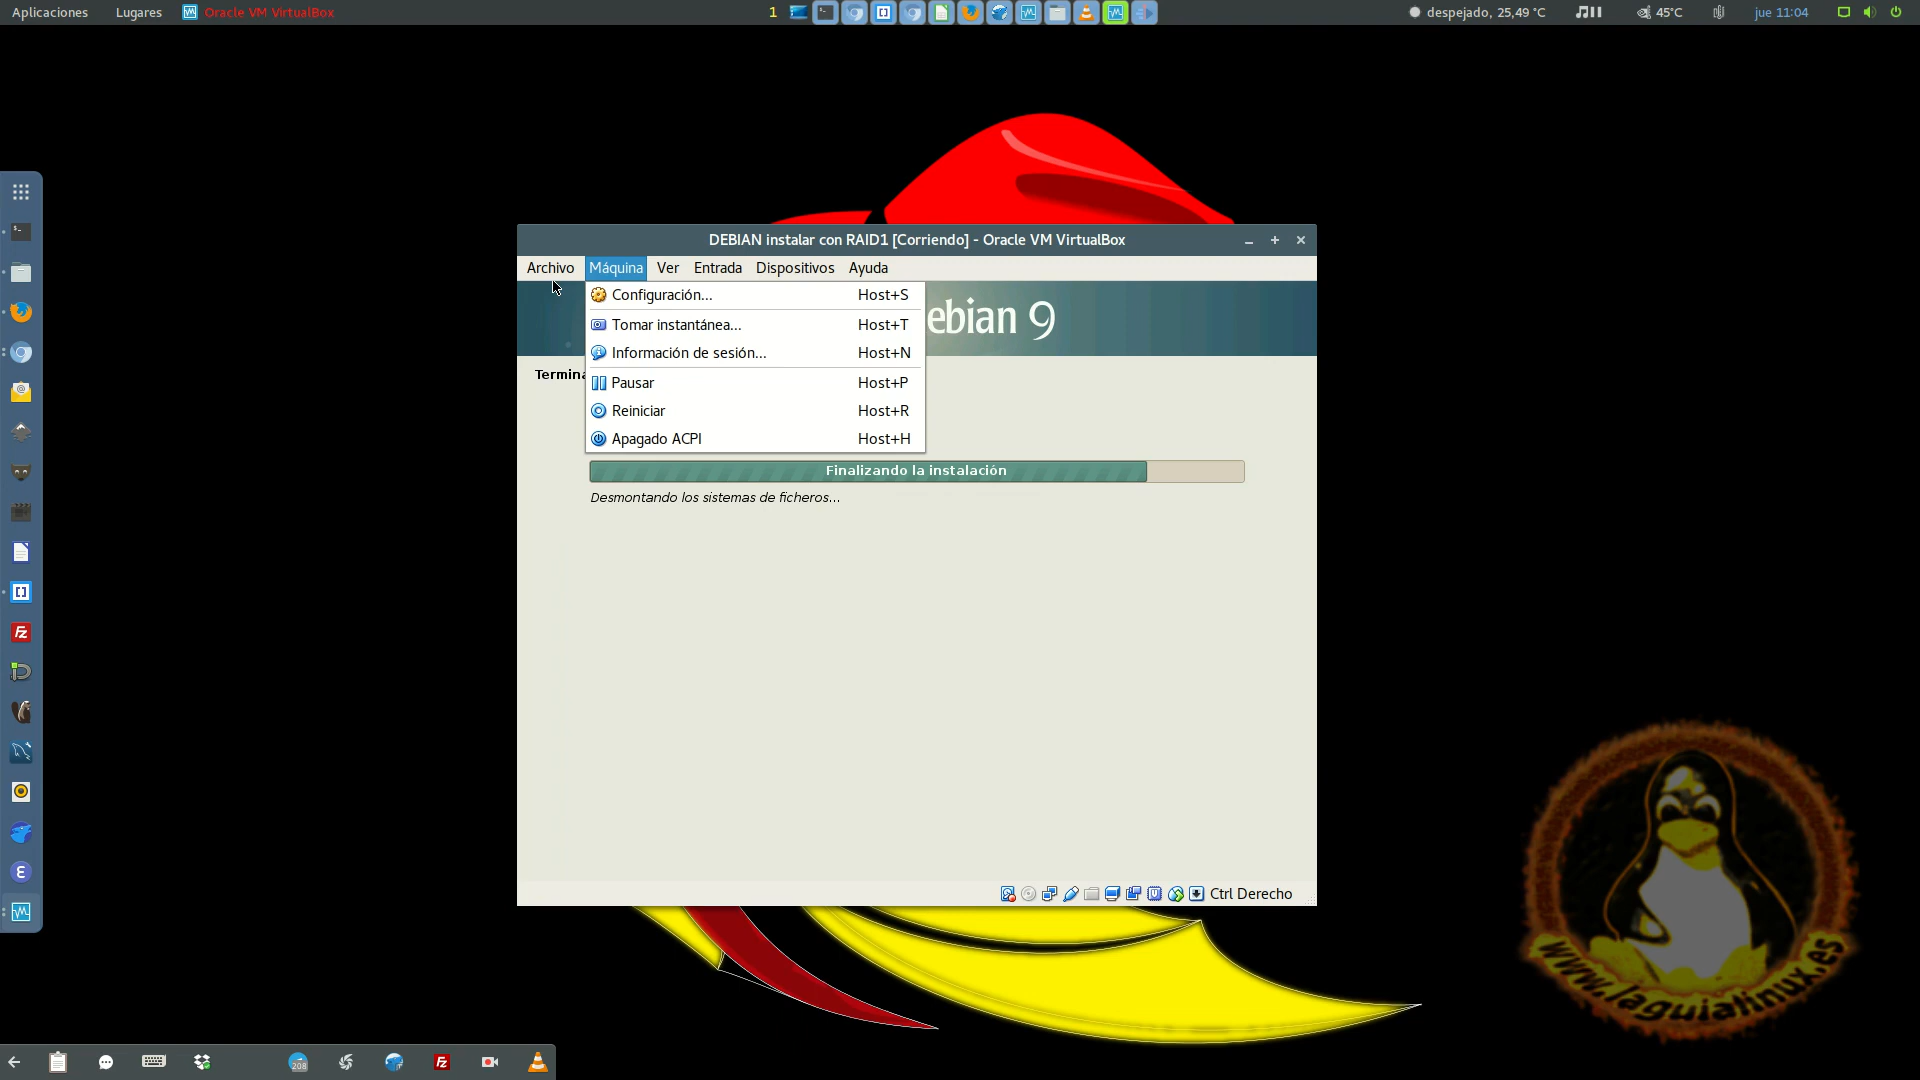 Aplicaciones Lugares Oracle VM VirtualBox 1 despejado, 25,49 °C 45°C jue 11:04
DEBIAN instalar con RAID1 [Corriendo] - Oracle VM VirtualBox
Archivo Máquina Ver Entrada Dispositivos Ayuda
Configuración... Host+S
ebian 9
Tomar instantánea... Host+T
Información de sesión... Host+N
Termina
Pausar Host+P
Reiniciar Host+R
Apagado ACPI Host+H
Finalizando la instalación
Desmontando los sistemas de ficheros...
Ctrl Derecho
www.laguialinux.es
208